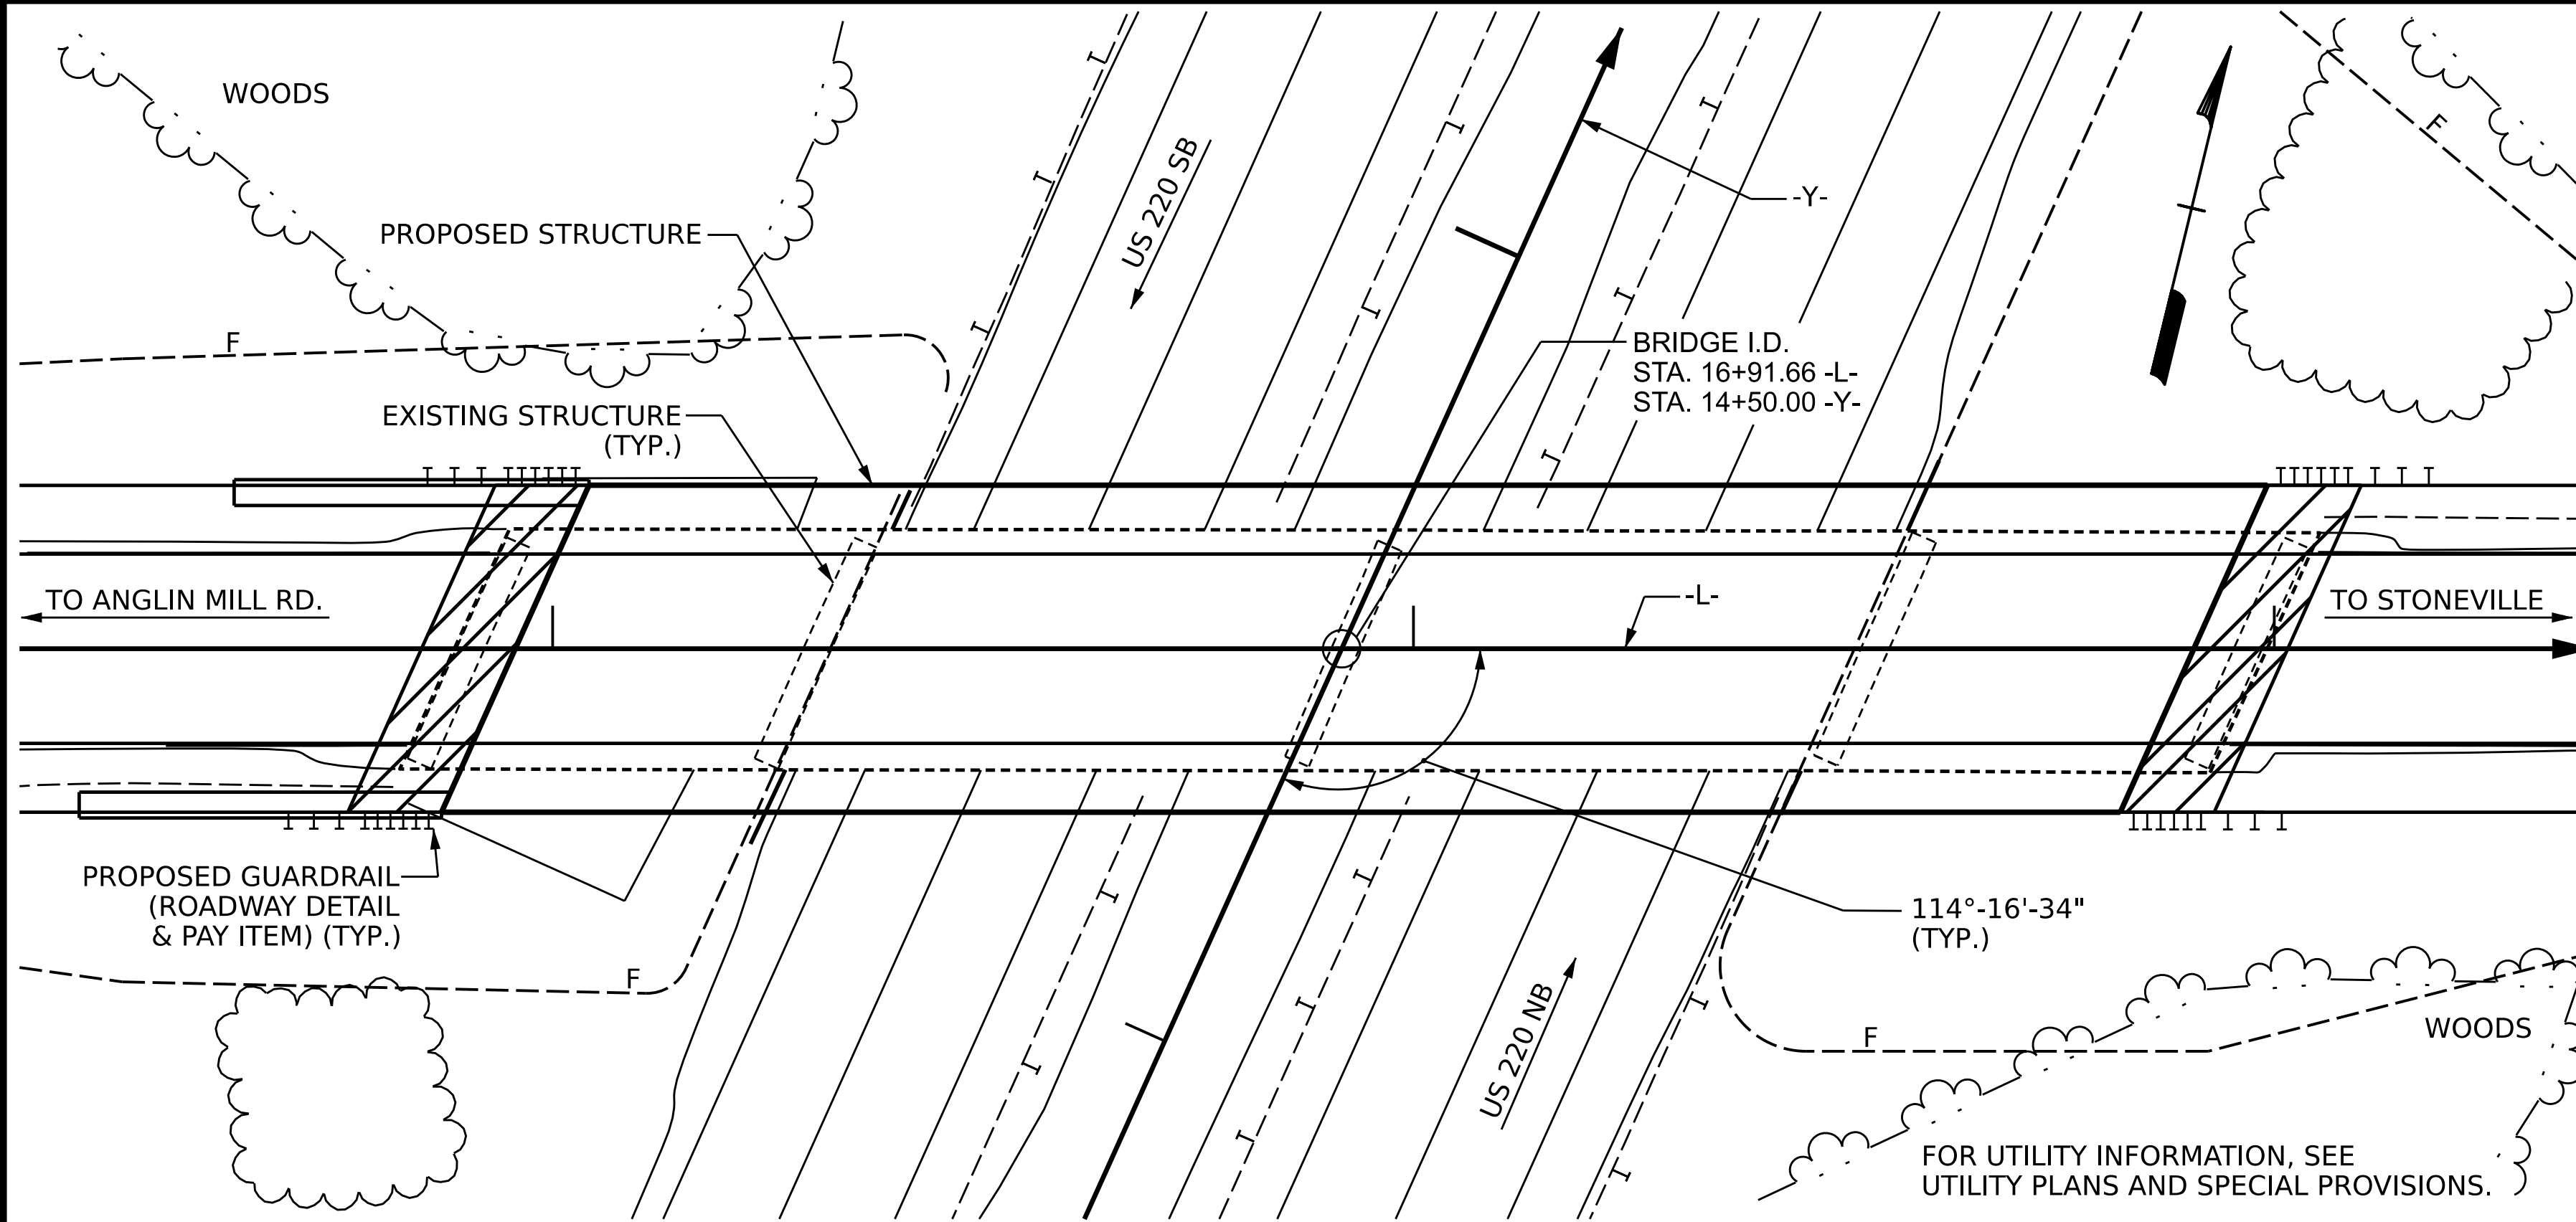 WOODS
US 220 SB
-Y-
F
PROPOSED STRUCTURE
F
BRIDGE I.D.
STA. 16+91.66 -L-
STA. 14+50.00 -Y-
EXISTING STRUCTURE
(TYP.)
TO ANGLIN MILL RD.
-L-
TO STONEVILLE
PROPOSED GUARDRAIL
(ROADWAY DETAIL
& PAY ITEM) (TYP.)
114°-16'-34"
(TYP.)
F
US 220 NB
F
WOODS
FOR UTILITY INFORMATION, SEE
UTILITY PLANS AND SPECIAL PROVISIONS.